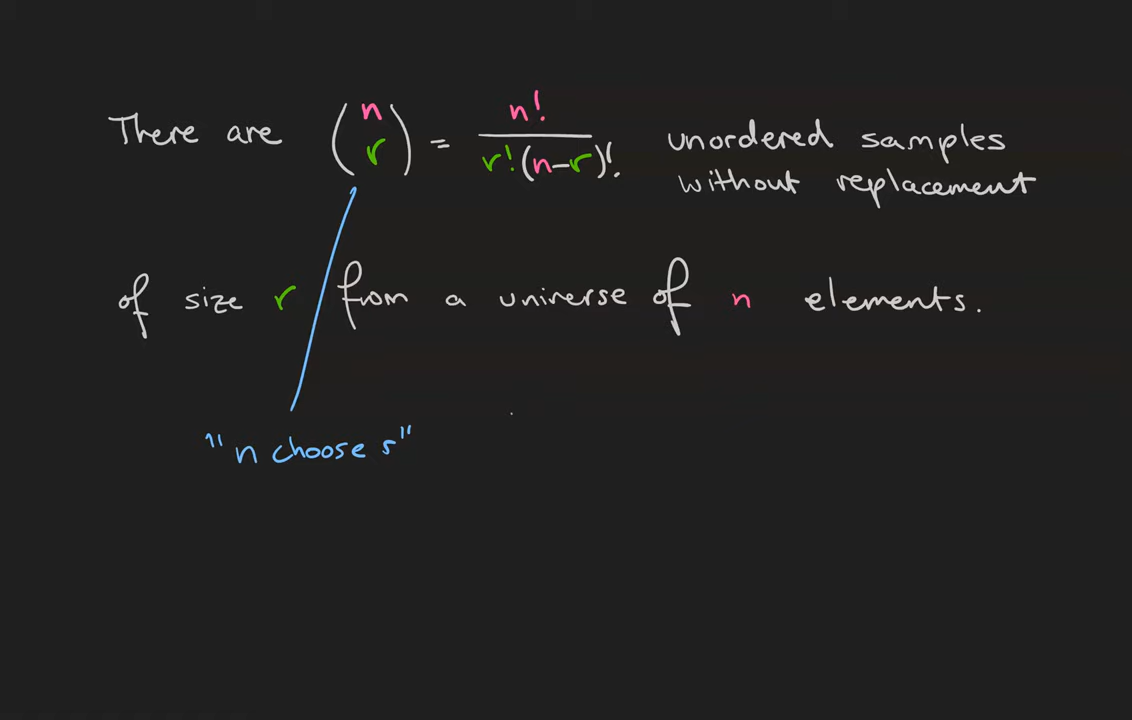 There are (n r) = n! / r!(n-r)! unordered samples
without replacement
of size r from a universe of n elements.
"n choose r"